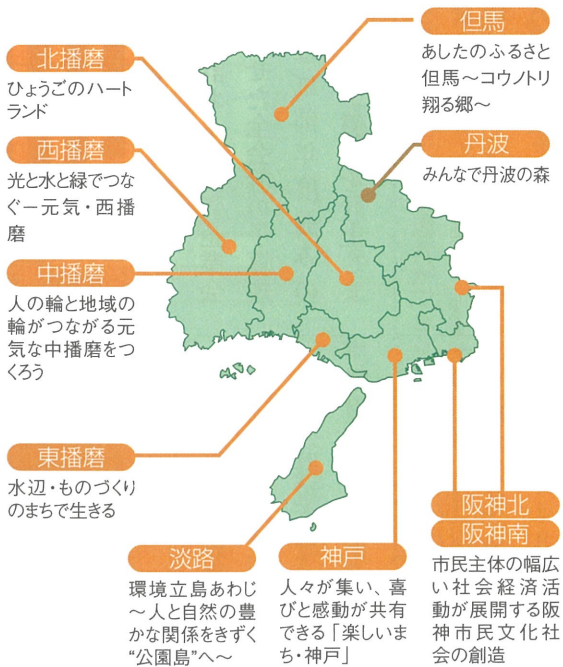 但馬
あしたのふるさと
但馬～コウノトリ
翔る郷～
北播磨
ひょうごのハート
ランド
丹波
みんなで丹波の森
西播磨
光と水と緑でつな
ぐー元気・西播
磨
中播磨
人の輪と地域の
輪がつながる元
気な中播磨をつ
くろう
東播磨
水辺・ものづくり
のまちで生きる
淡路
環境立島あわじ
～人と自然の豊
かな関係をきずく
“公園島”へ～
神戸
人々が集い、喜
びと感動が共有
できる「楽しいま
ち・神戸」
阪神北
阪神南
市民主体の幅広
い社会経済活
動が展開する阪
神市民文化社
会の創造